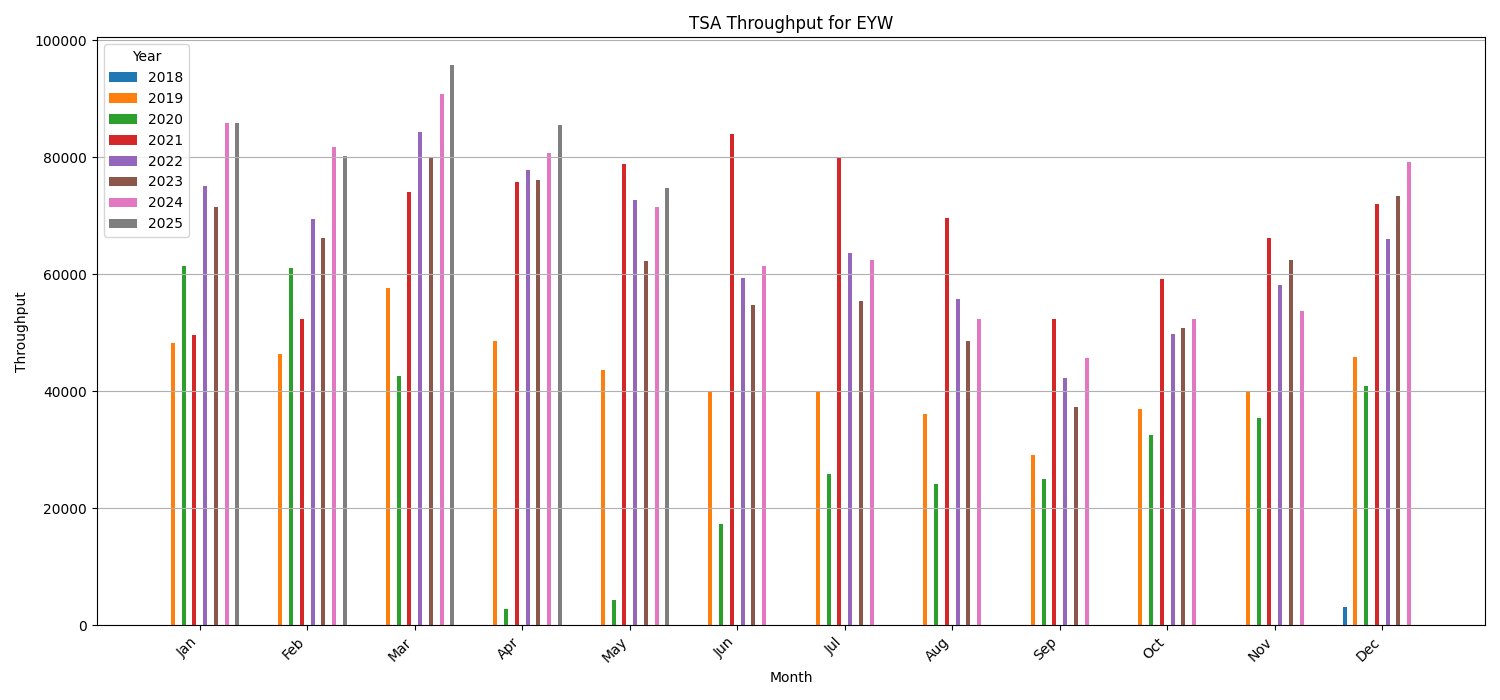 TSA Throughput for EYW
100000
80000
60000
40000
20000
0
Throughput
Year
2018
2019
2020
2021
2022
2023
2024
2025
Jan
Feb
Mar
Apr
May
Jun
Jul
Aug
Sep
Oct
Nov
Dec
Month